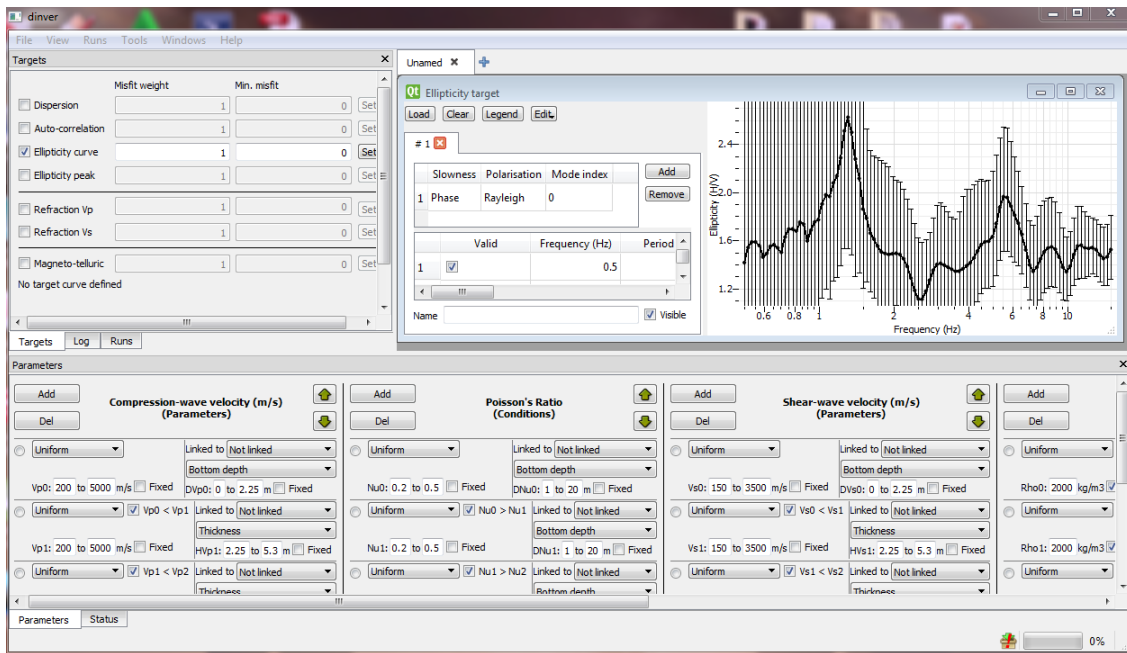 dinver
File View Runs Tools Windows Help
Targets
Misfit weight Min. misfit
Dispersion 1 0 Set
Auto-correlation 1 0 Set
Ellipticity curve 1 0 Set
Ellipticity peak 1 0 Set
Refraction Vp 1 0 Set
Refraction Vs 1 0 Set
Magneto-telluric 1 0 Set
No target curve defined
Targets Log Runs
Unamed
Qt Ellipticity target
Load Clear Legend Edit
# 1
Slowness Polarisation Mode index
1 Phase Rayleigh 0
Add
Remove
Valid Frequency (Hz) Period
1 0.5
Name Visible
Ellipticity (H/V)
2.4
2.0
1.6
1.2
0.6 0.8 1 2 4 6 8 10
Frequency (Hz)
Parameters
Add
Del
Compression-wave velocity (m/s)
(Parameters)
Uniform Linked to Not linked
Bottom depth
Vp0: 200 to 5000 m/s Fixed DVp0: 0 to 2.25 m Fixed
Uniform Vp0 < Vp1 Linked to Not linked
Thickness
Vp1: 200 to 5000 m/s Fixed HVp1: 2.25 to 5.3 m Fixed
Uniform Vp1 < Vp2 Linked to Not linked
Thickness
Add
Del
Poisson's Ratio
(Conditions)
Uniform Linked to Not linked
Bottom depth
Nu0: 0.2 to 0.5 Fixed DNu0: 1 to 20 m Fixed
Uniform Nu0 > Nu1 Linked to Not linked
Bottom depth
Nu1: 0.2 to 0.5 Fixed DNu1: 1 to 20 m Fixed
Uniform Nu1 > Nu2 Linked to Not linked
Bottom depth
Add
Del
Shear-wave velocity (m/s)
(Parameters)
Uniform Linked to Not linked
Bottom depth
Vs0: 150 to 3500 m/s Fixed DVs0: 0 to 2.25 m Fixed
Uniform Vs0 < Vs1 Linked to Not linked
Thickness
Vs1: 150 to 3500 m/s Fixed HVs1: 2.25 to 5.3 m Fixed
Uniform Vs1 < Vs2 Linked to Not linked
Thickness
Add
Del
Uniform
Rho0: 2000 kg/m3
Uniform
Rho1: 2000 kg/m3
Uniform
Parameters Status
0%